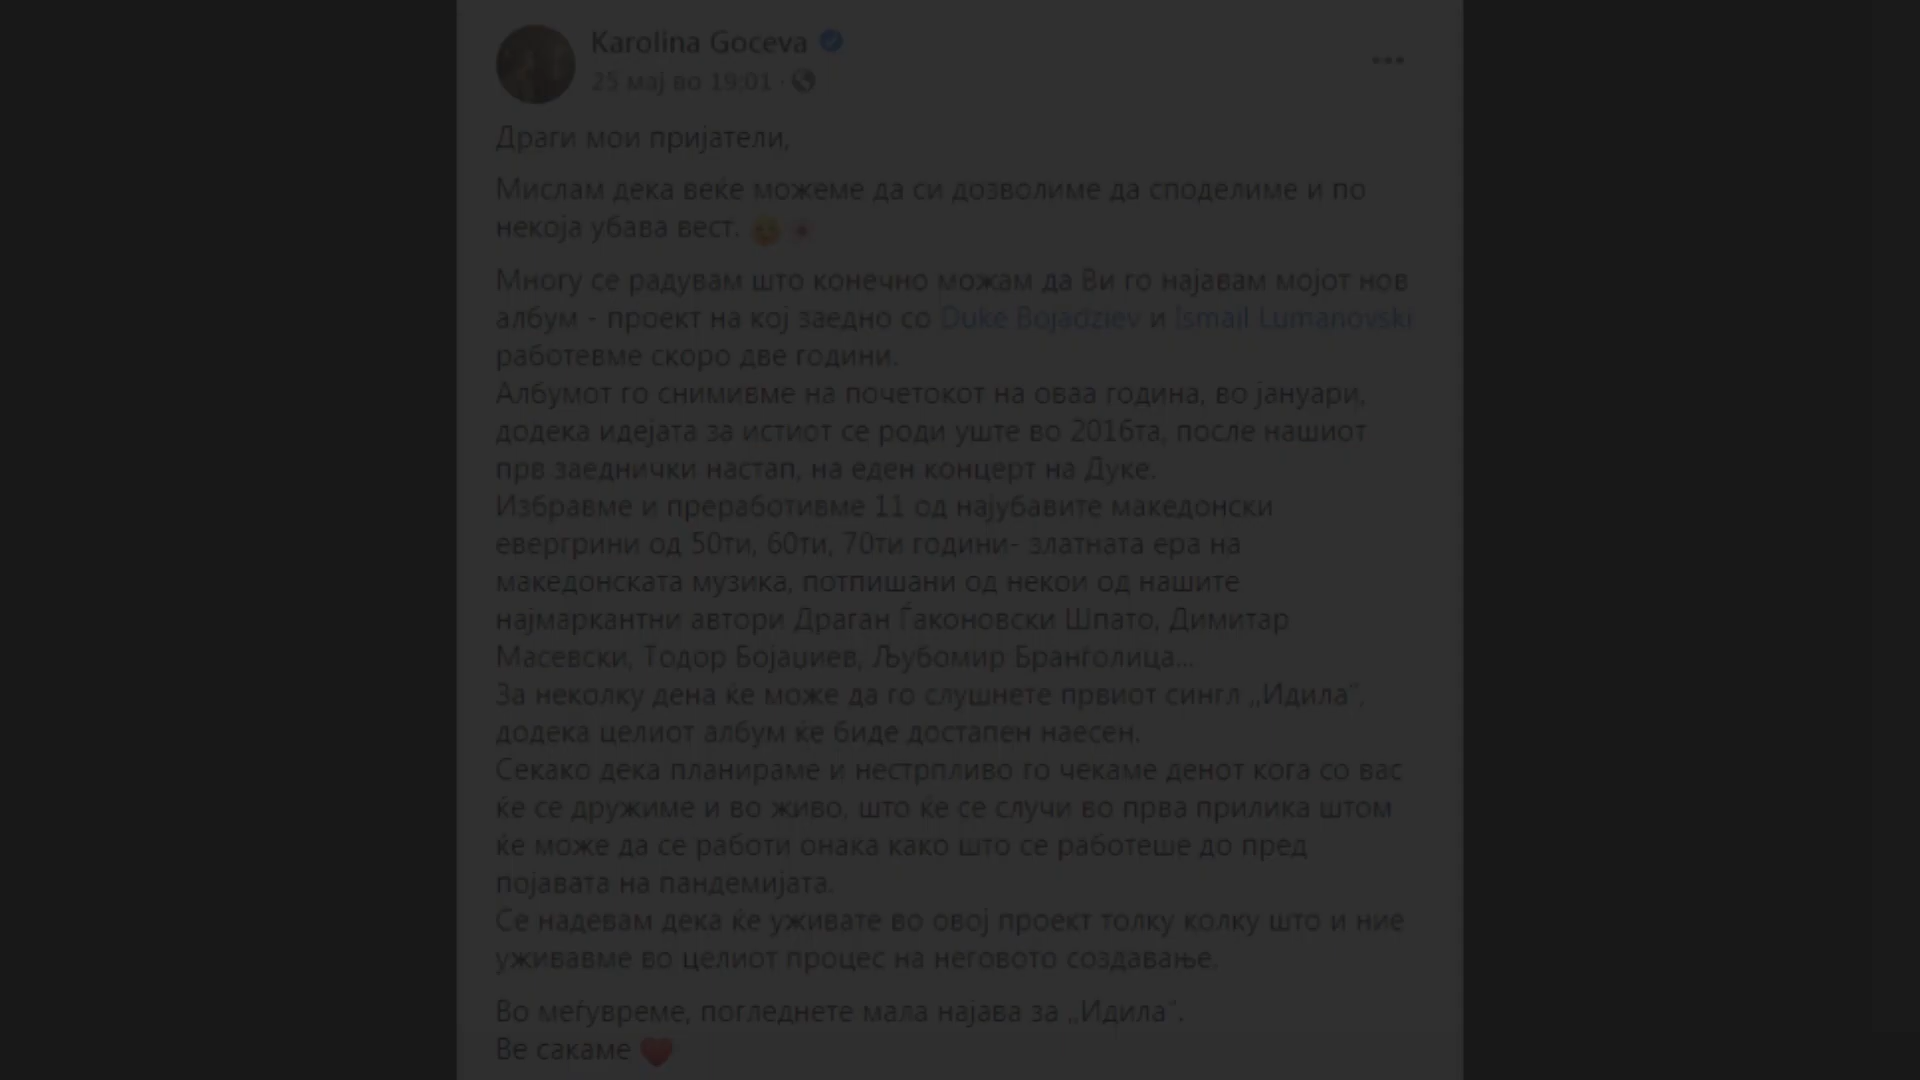 Karolina Goceva
25 мај во 19:01 ·
Драги мои пријатели,
Мислам дека веќе можеме да си дозволиме да споделиме и по
некоја убава вест.
Многу се радувам што конечно можам да Ви го најавам мојот нов
албум - проект на кој заедно со Duke Bojadziev и Ismajl Lumanovski
работевме скоро две години.
Албумот го снимивме на почетокот на оваа година, во јануари,
додека идејата за истиот се роди уште во 2016та, после нашиот
прв заеднички настап, на еден концерт на Дуке.
Избравме и преработивме 11 од најубавите македонски
евергрини од 50ти, 60ти, 70ти години- златната ера на
македонската музика, потпишани од некои од нашите
најмаркантни автори Драган Ѓаконовски Шпато, Димитар
Масевски, Тодор Бојаџиев, Љубомир Бранѓолица...
За неколку дена ќе може да го слушнете првиот сингл ,,Идила”,
додека целиот албум ќе биде достапен наесен.
Секако дека планираме и нестрпливо го чекаме денот кога со вас
ќе се дружиме и во живо, што ќе се случи во прва прилика штом
ќе може да се работи онака како што се работеше до пред
појавата на пандемијата.
Се надевам дека ќе уживате во овој проект толку колку што и ние
уживавме во целиот процес на неговото создавање.
Во меѓувреме, погледнете мала најава за ,,Идила”.
Ве сакаме